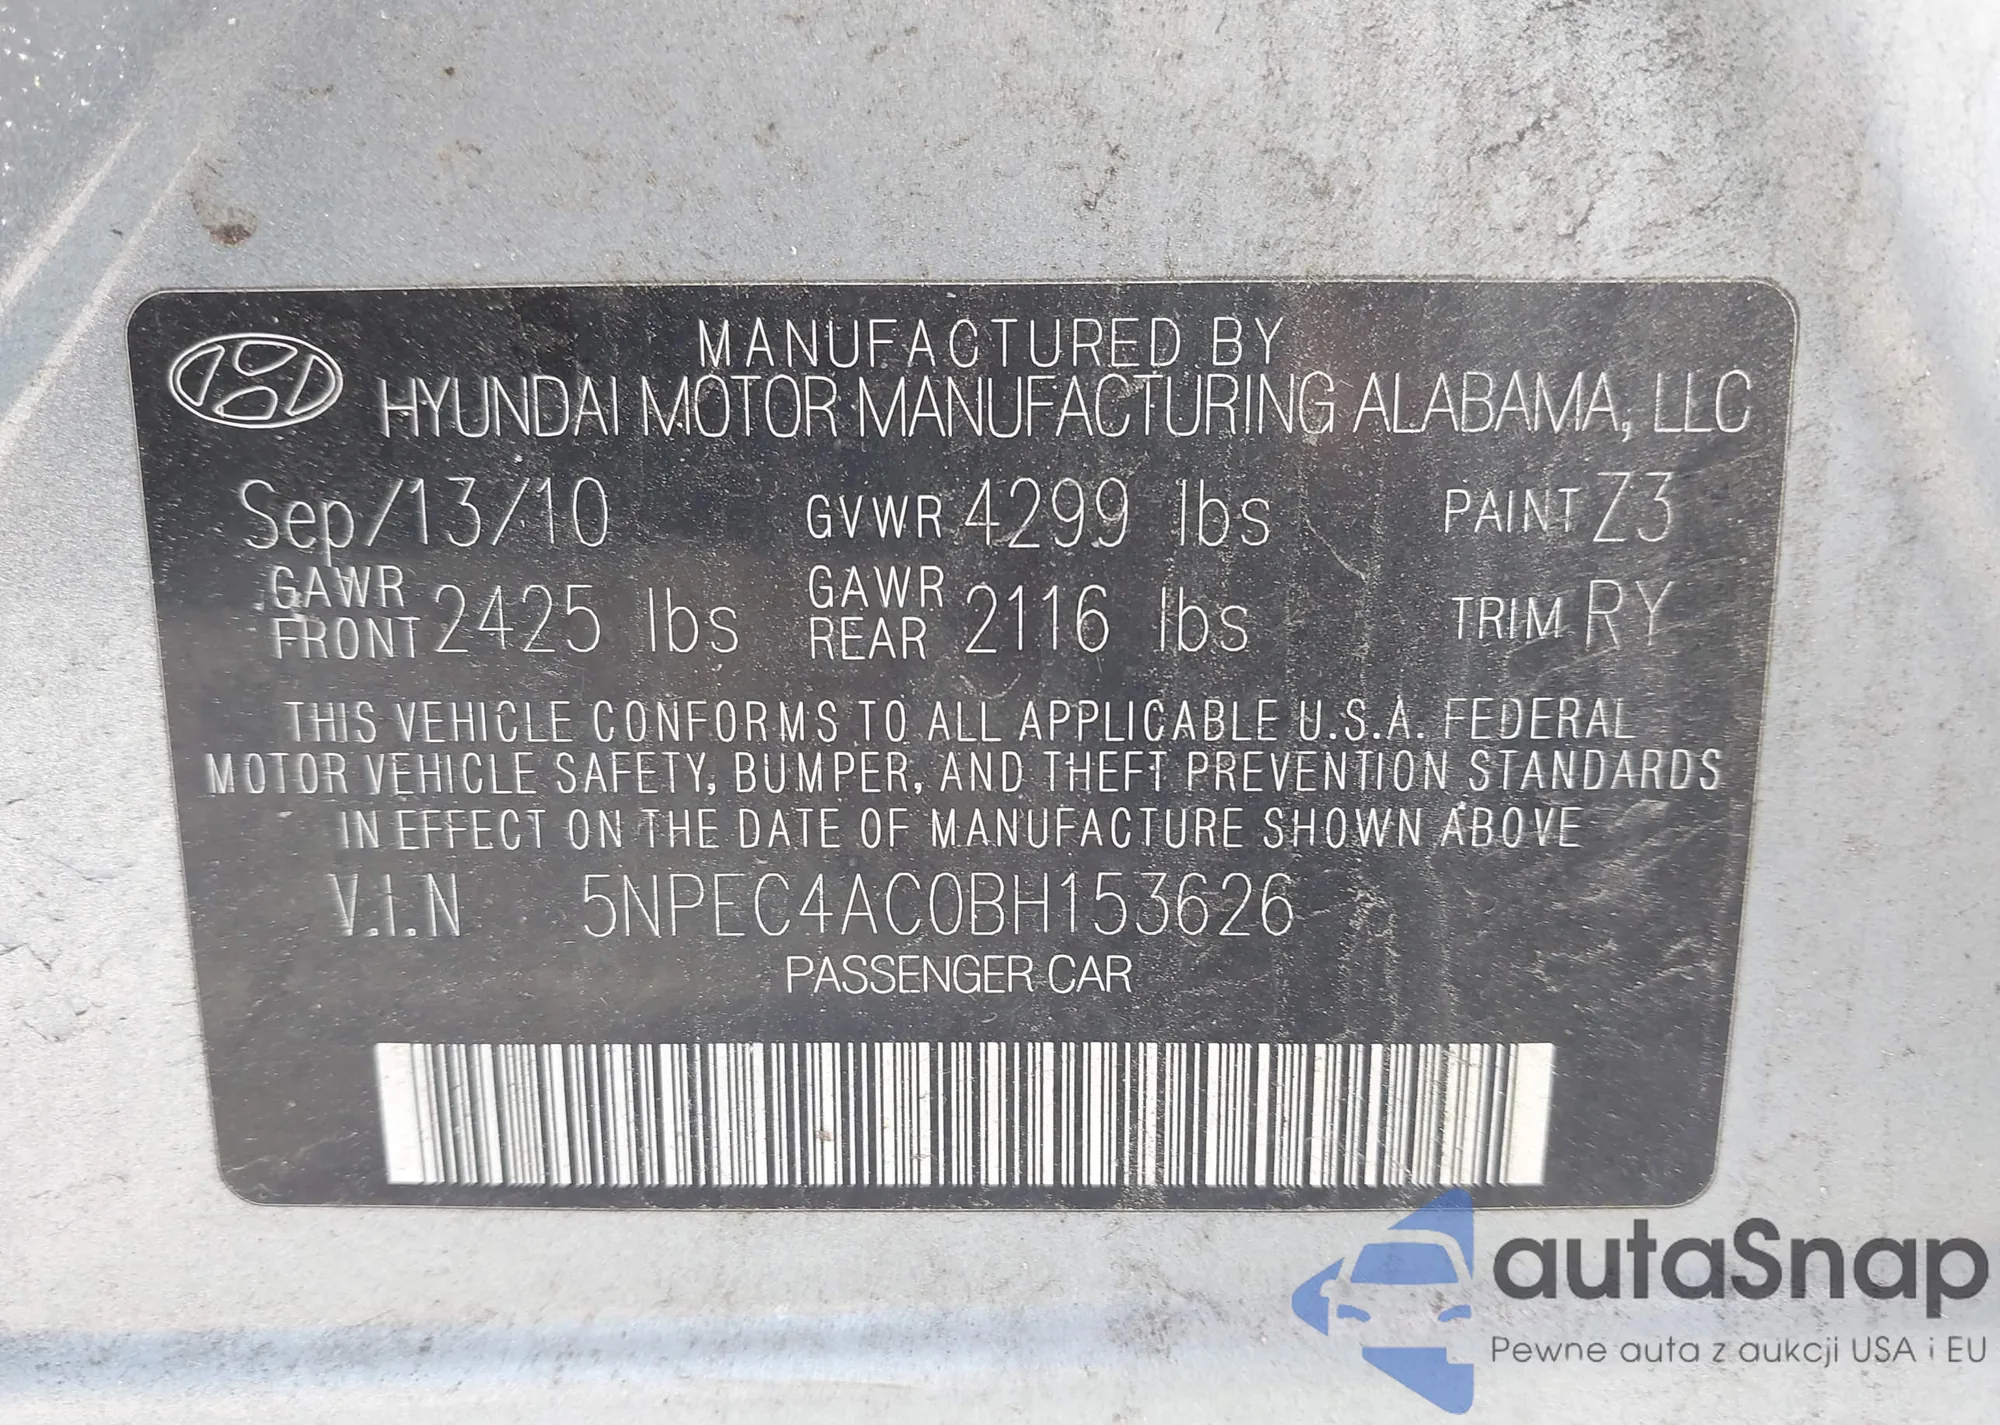 MANUFACTURED BY
HYUNDAI MOTOR MANUFACTURING ALABAMA, LLC
Sep/13/10 GVWR 4299 lbs PAINT Z3
GAWR FRONT 2425 lbs GAWR REAR 2116 lbs TRIM RY
THIS VEHICLE CONFORMS TO ALL APPLICABLE U.S.A. FEDERAL
MOTOR VEHICLE SAFETY, BUMPER, AND THEFT PREVENTION STANDARDS
IN EFFECT ON THE DATE OF MANUFACTURE SHOWN ABOVE
V.I.N 5NPEC4AC0BH153626
PASSENGER CAR
autaSnap
Pewne auta z aukcji USA i EU